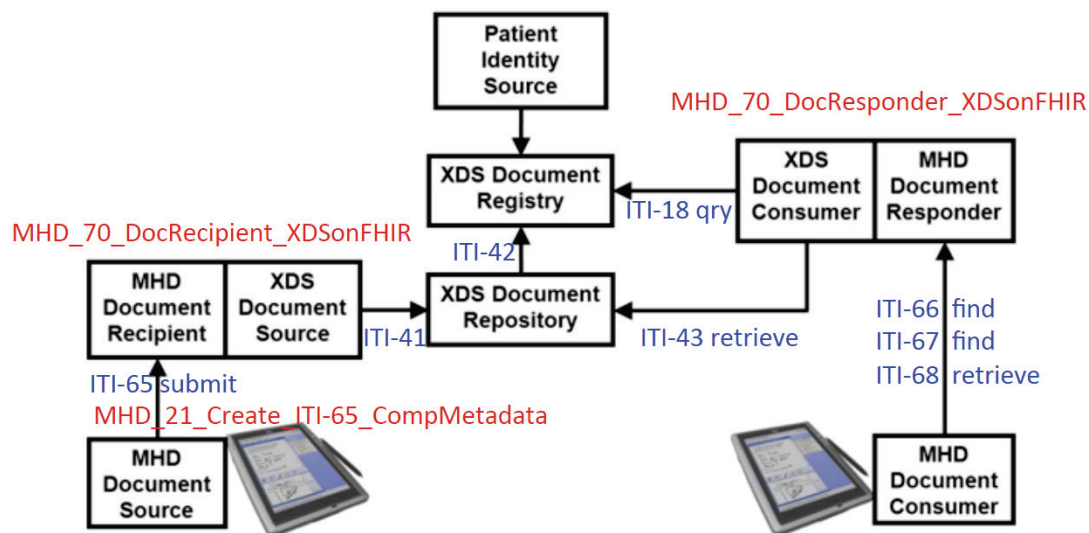 Patient
Identity
Source
MHD_70_DocResponder_XDSonFHIR
XDS Document
Registry
XDS
Document
Consumer
MHD
Document
Responder
ITI-18 qry
MHD_70_DocRecipient_XDSonFHIR
ITI-42
MHD
Document
Recipient
XDS
Document
Source
XDS Document
Repository
ITI-41
ITI-43 retrieve
ITI-66 find
ITI-67 find
ITI-68 retrieve
ITI-65 submit
MHD_21_Create_ITI-65_CompMetadata
MHD
Document
Source
MHD
Document
Consumer